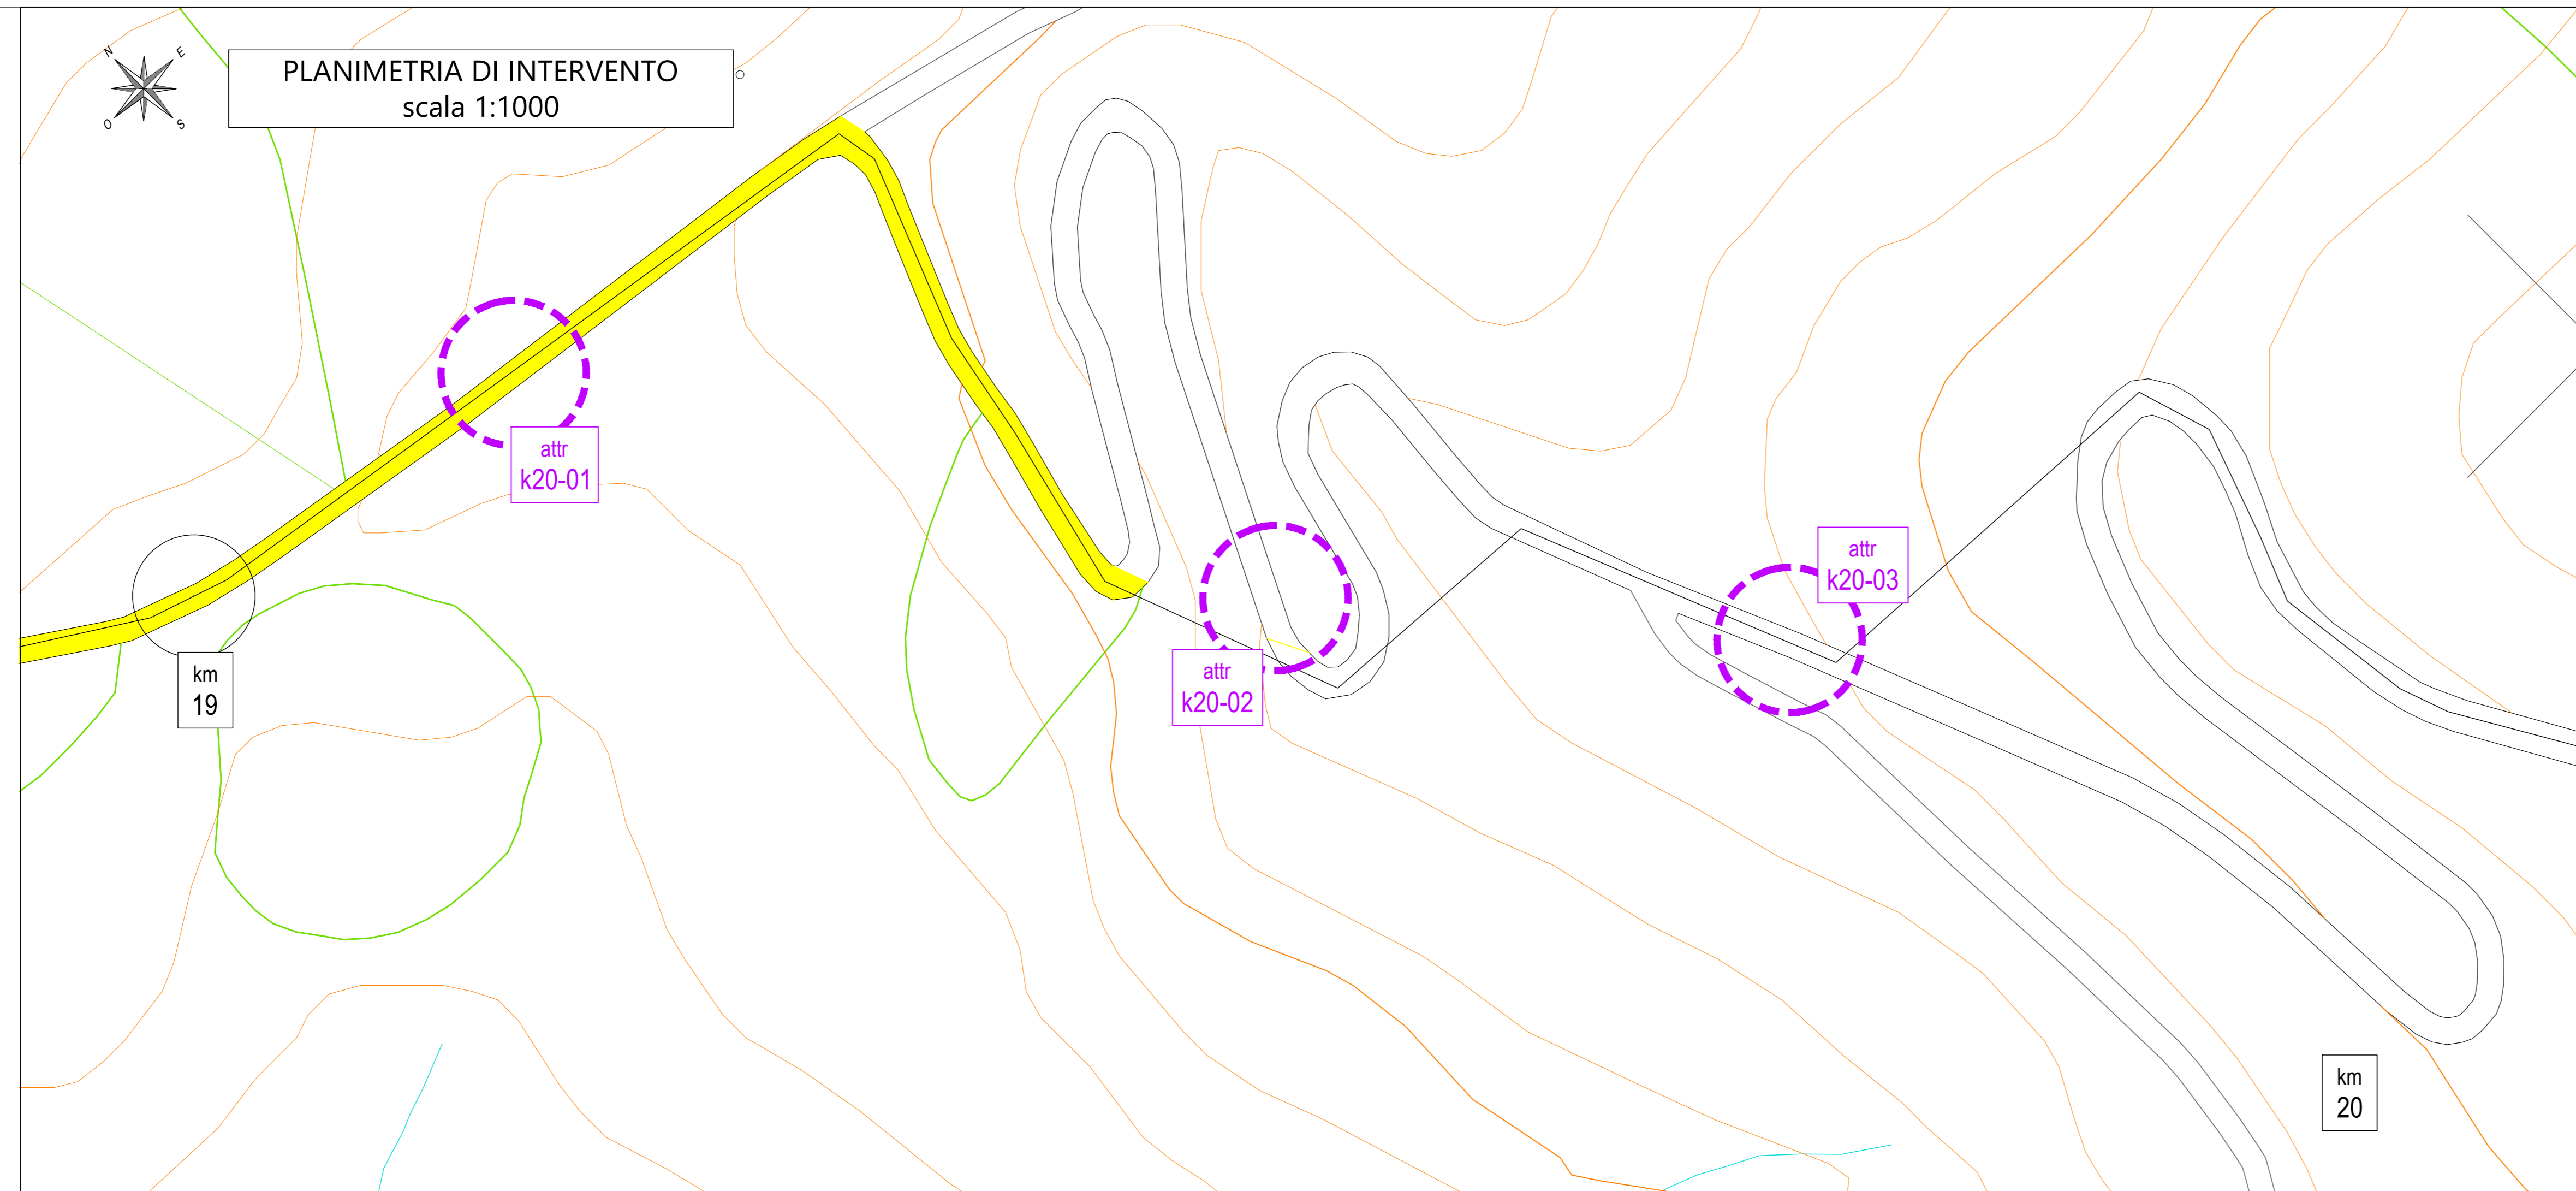 N
E
O
S
PLANIMETRIA DI INTERVENTO
scala 1:1000
attr
k20-01
km
19
attr
k20-02
attr
k20-03
km
20